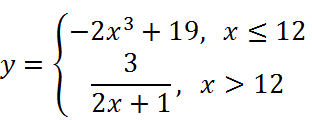 y = { −2x³ + 19, x ≤ 12
3/(2x + 1), x > 12